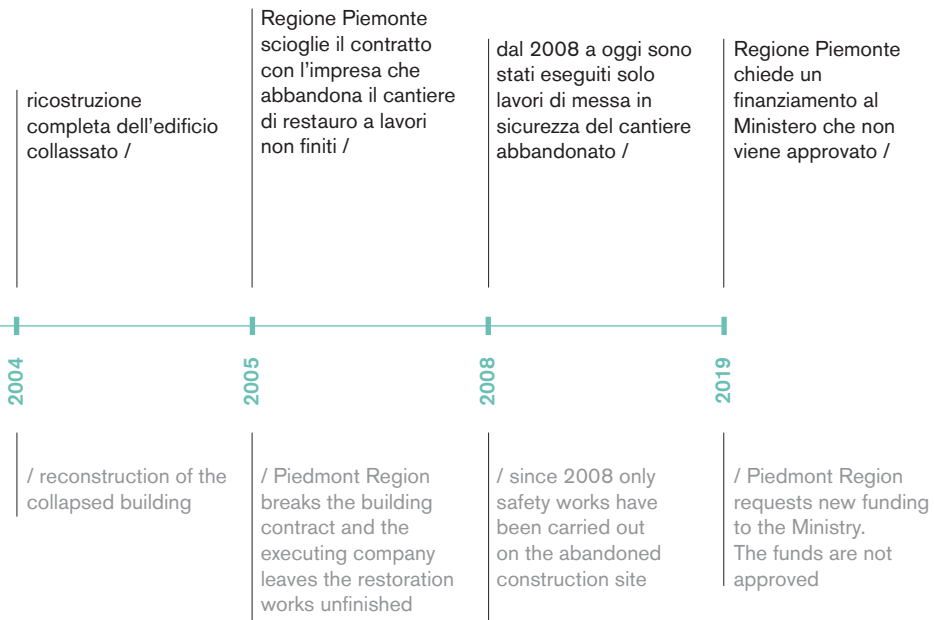 ricostruzione
completa dell'edificio
collassato /
Regione Piemonte
scioglie il contratto
con l'impresa che
abbandona il cantiere
di restauro a lavori
non finiti /
dal 2008 a oggi sono
stati eseguiti solo
lavori di messa in
sicurezza del cantiere
abbandonato /
Regione Piemonte
chiede un
finanziamento al
Ministero che non
viene approvato /
2004
2005
2008
2019
/ reconstruction of the
collapsed building
/ Piedmont Region
breaks the building
contract and the
executing company
leaves the restoration
works unfinished
/ since 2008 only
safety works have
been carried out
on the abandoned
construction site
/ Piedmont Region
requests new funding
to the Ministry.
The funds are not
approved